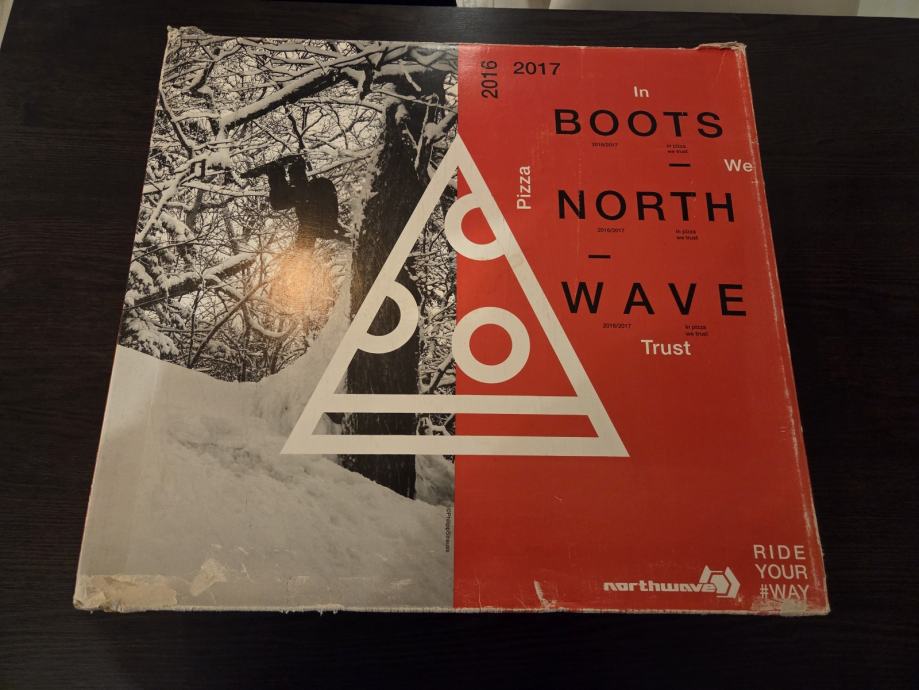 2016 2017
In
BOOTS
2016/2017 in pizza
we trust
We
Pizza
NORTH
2016/2017 in pizza
we trust
WAVE
2016/2017 in pizza
we trust
Trust
northwave
RIDE
YOUR
#WAY